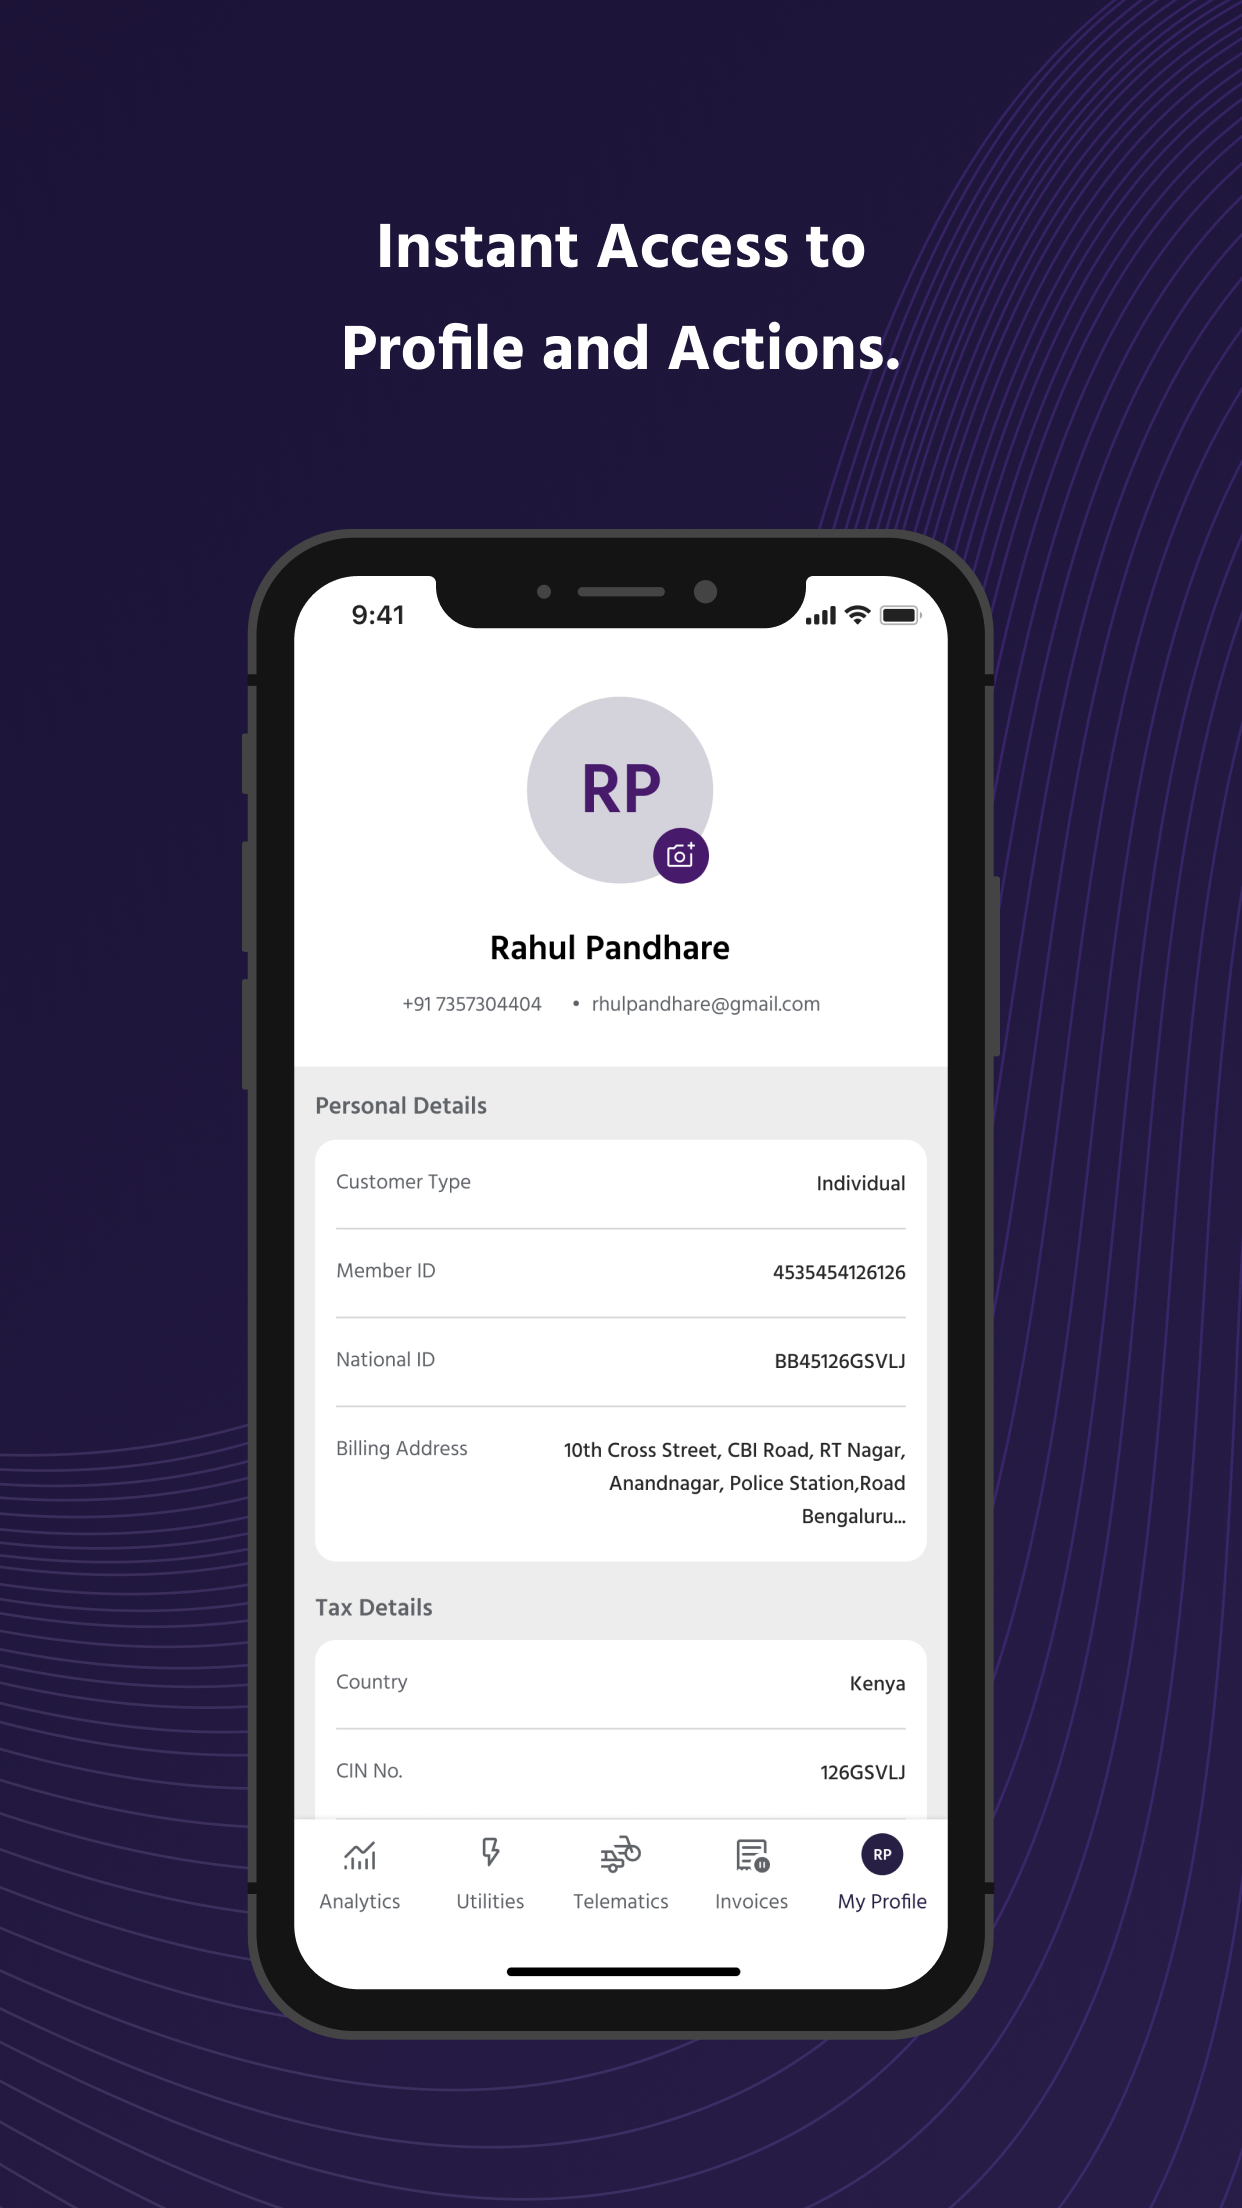 Instant Access to
Profile and Actions.
9:41
RP
Rahul Pandhare
+91 7357304404 • rhulpandhare@gmail.com
Personal Details
Customer Type Individual
Member ID 4535454126126
National ID BB45126GSVLJ
Billing Address 10th Cross Street, CBI Road, RT Nagar,
Anandnagar, Police Station,Road
Bengaluru...
Tax Details
Country Kenya
CIN No. 126GSVLJ
RP
Analytics Utilities Telematics Invoices My Profile